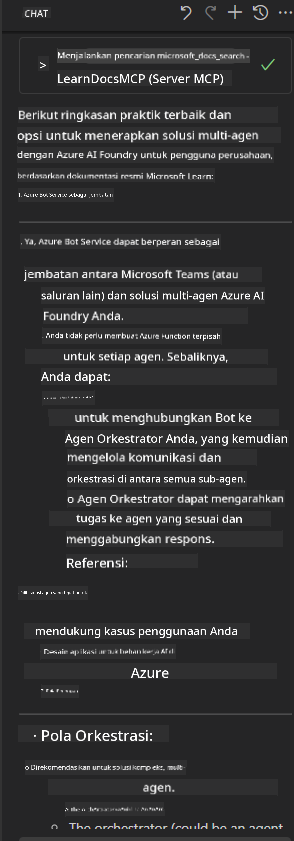 CHAT
Menjalankan pencarian microsoft_docs_search -
LearnDocsMCP (Server MCP)
Berikut ringkasan praktik terbaik dan
opsi untuk menerapkan solusi multi-agen
dengan Azure AI Foundry untuk pengguna perusahaan,
berdasarkan dokumentasi resmi Microsoft Learn:
1. Azure Bot Service sebagai Jembatan
. Ya, Azure Bot Service dapat berperan sebagai
jembatan antara Microsoft Teams (atau
saluran lain) dan solusi multi-agen Azure AI
Foundry Anda.
Anda tidak perlu membuat Azure Function terpisah
untuk setiap agen. Sebaliknya,
Anda dapat:
untuk menghubungkan Bot ke
Agen Orkestrator Anda, yang kemudian
mengelola komunikasi dan
orkestrasi di antara semua sub-agen.
o Agen Orkestrator dapat mengarahkan
tugas ke agen yang sesuai dan
menggabungkan respons.
Referensi:
mendukung kasus penggunaan Anda
Desain aplikasi untuk beban kerja AI di
Azure
· Pola Orkestrasi:
o Direkomendasikan untuk solusi kompleks, multi-
agen.
o The orchestrator (could be an agent